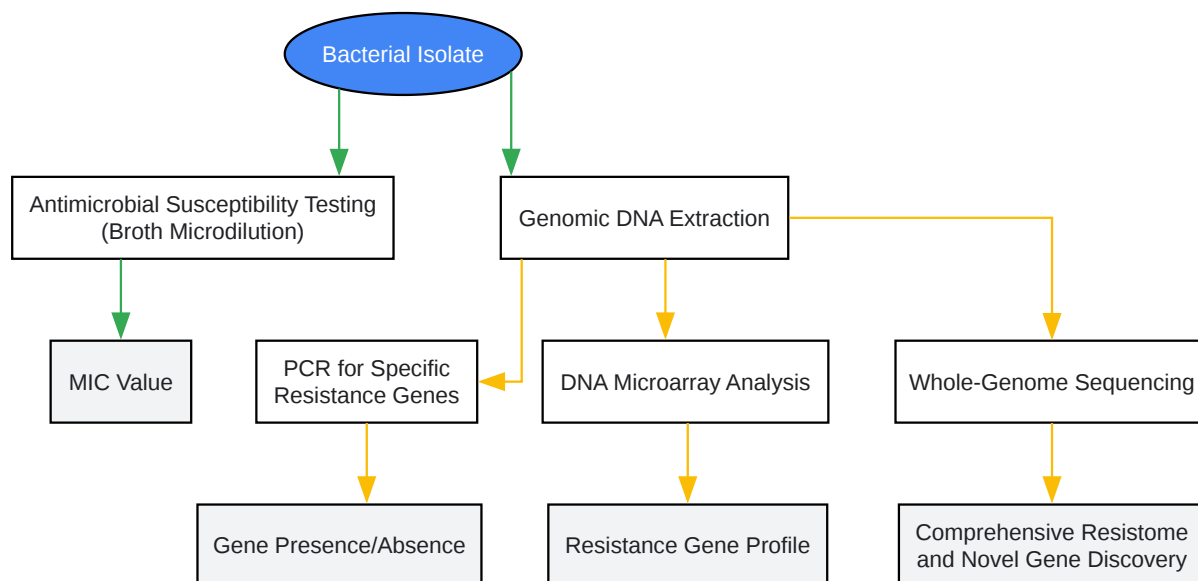 Bacterial Isolate
Antimicrobial Susceptibility Testing
(Broth Microdilution)
Genomic DNA Extraction
MIC Value
PCR for Specific
Resistance Genes
DNA Microarray Analysis
Whole-Genome Sequencing
Gene Presence/Absence
Resistance Gene Profile
Comprehensive Resistome
and Novel Gene Discovery